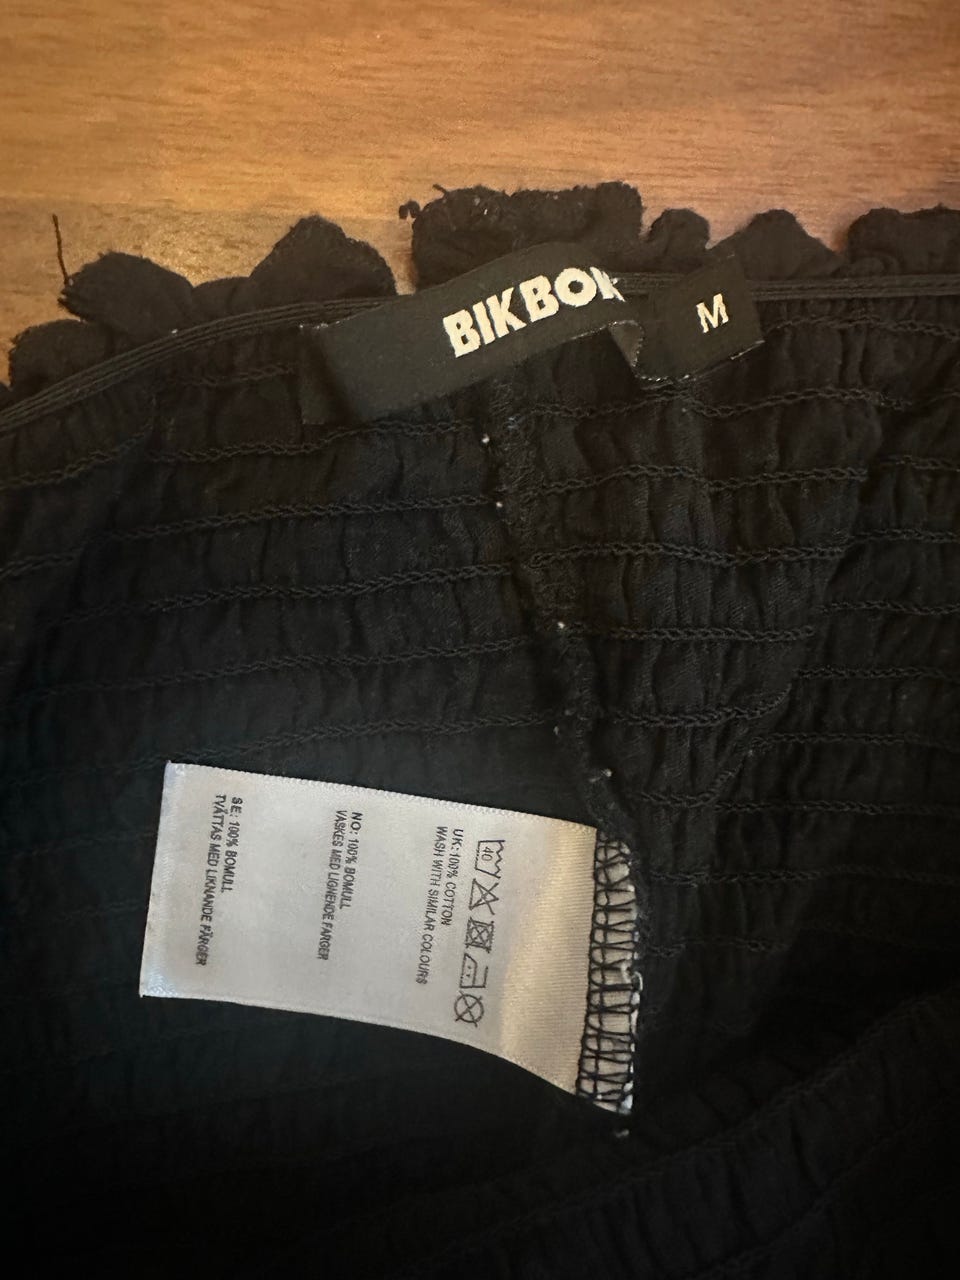 BIKBOK
M
40
UK: 100% COTTON
WASH WITH SIMILAR COLOURS
NO: 100% BOMULL
VASKES MED LIGNENDE FARGER
SE: 100% BOMULL
TVÄTTAS MED LIKNANDE FÄRGER